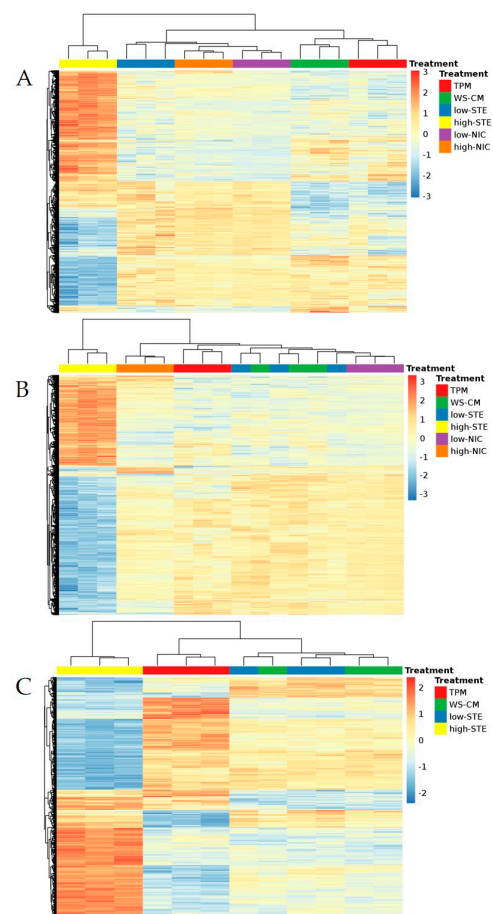 A
Treatment
3
2
1
0
-1
-2
-3
Treatment
TPM
WS-CM
low-STE
high-STE
low-NIC
high-NIC
B
Treatment
3
2
1
0
-1
-2
-3
Treatment
TPM
WS-CM
low-STE
high-STE
low-NIC
high-NIC
C
Treatment
2
1
0
-1
-2
Treatment
TPM
WS-CM
low-STE
high-STE